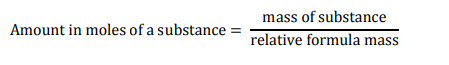 mass of substance
Amount in moles of a substance =
relative formula mass